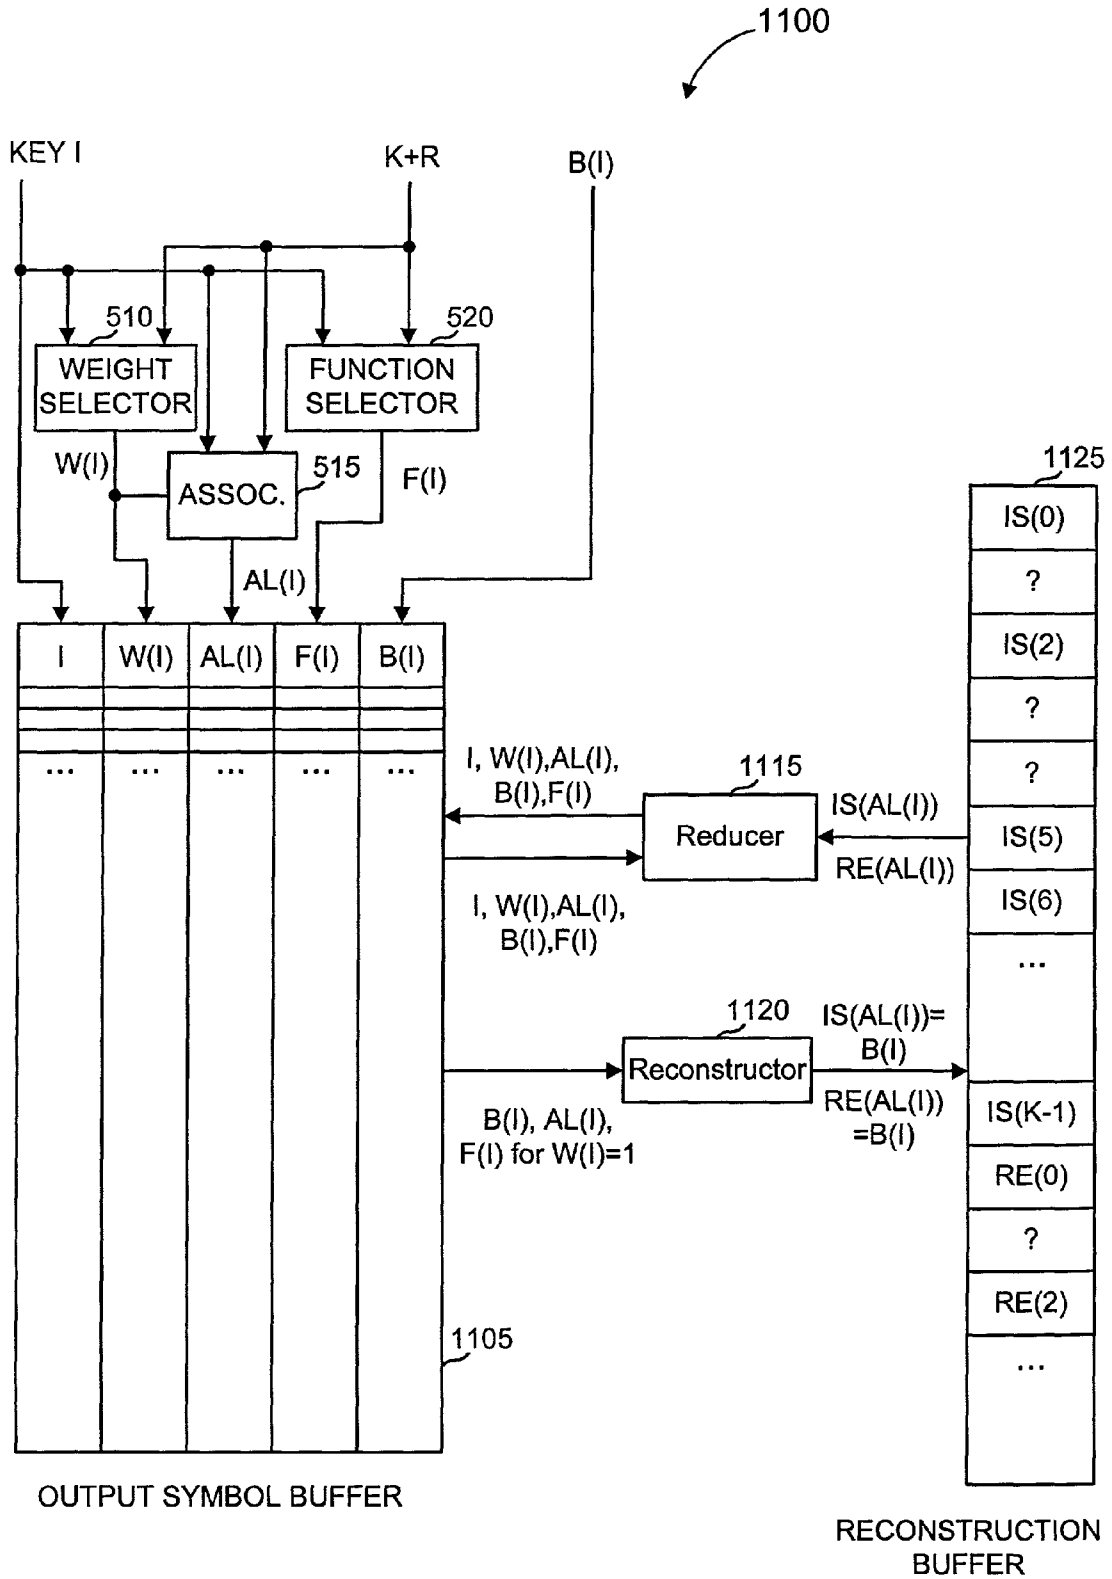 1100
KEY I
K+R
B(I)
510
520
WEIGHT
SELECTOR
FUNCTION
SELECTOR
W(I)
515
F(I)
ASSOC.
AL(I)
I
W(I)
AL(I)
F(I)
B(I)
...
...
...
...
...
I, W(I),AL(I),
B(I),F(I)
1115
Reducer
IS(AL(I))
RE(AL(I))
I, W(I),AL(I),
B(I),F(I)
1120
Reconstructor
IS(AL(I))=
B(I)
RE(AL(I))
=B(I)
B(I), AL(I),
F(I) for W(I)=1
1105
OUTPUT SYMBOL BUFFER
1125
IS(0)
?
IS(2)
?
?
IS(5)
IS(6)
...
IS(K-1)
RE(0)
?
RE(2)
...
RECONSTRUCTION
BUFFER